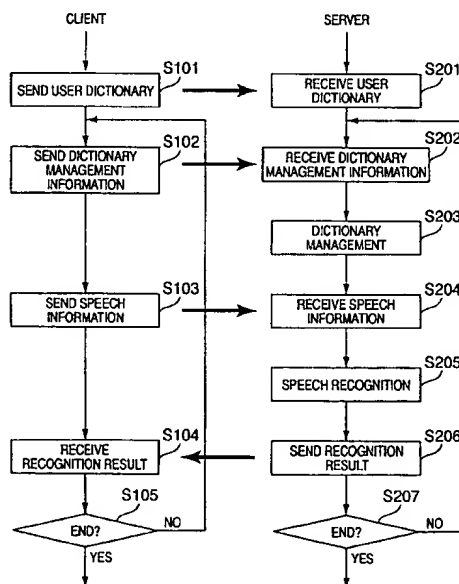 CLIENT
SERVER
S101
SEND USER DICTIONARY
S201
RECEIVE USER
DICTIONARY
S102
SEND DICTIONARY
MANAGEMENT
INFORMATION
S202
RECEIVE DICTIONARY
MANAGEMENT INFORMATION
S203
DICTIONARY
MANAGEMENT
S103
SEND SPEECH
INFORMATION
S204
RECEIVE SPEECH
INFORMATION
S205
SPEECH RECOGNITION
S104
RECEIVE
RECOGNITION RESULT
S206
SEND RECOGNITION
RESULT
S105
END?
NO
YES
S207
END?
NO
YES